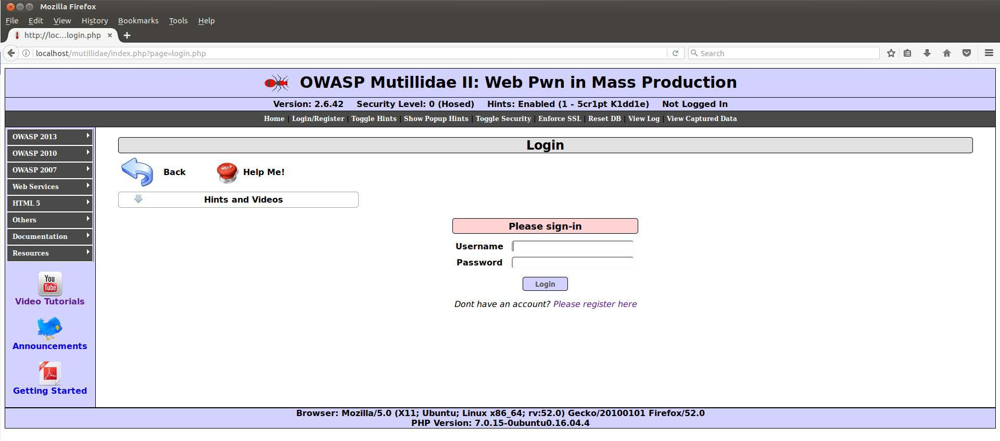 Mozilla Firefox
File Edit View History Bookmarks Tools Help
http://loc...login.php
localhost/mutillidae/index.php?page=login.php Search
OWASP Mutillidae II: Web Pwn in Mass Production
Version: 2.6.42 Security Level: 0 (Hosed) Hints: Enabled (1 - 5cr1pt K1dd1e) Not Logged In
Home | Login/Register | Toggle Hints | Show Popup Hints | Toggle Security | Enforce SSL | Reset DB | View Log | View Captured Data
OWASP 2013
OWASP 2010
OWASP 2007
Web Services
HTML 5
Others
Documentation
Resources
You
Tube
Video Tutorials
Announcements
Getting Started
Login
Back HELP Help Me!
Hints and Videos
Please sign-in
Username
Password
Login
Dont have an account? Please register here
Browser: Mozilla/5.0 (X11; Ubuntu; Linux x86_64; rv:52.0) Gecko/20100101 Firefox/52.0
PHP Version: 7.0.15-0ubuntu0.16.04.4